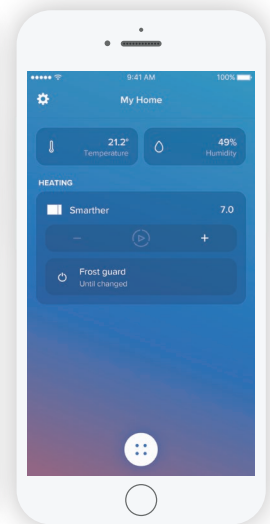 9:41 AM
100%
My Home
21.2°
Temperature
49%
Humidity
HEATING
Smarther
7.0
− +
Frost guard
Until changed